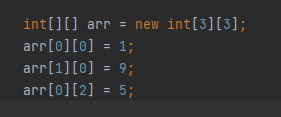 int[][] arr = new int[3][3];
arr[0][0] = 1;
arr[1][0] = 9;
arr[0][2] = 5;